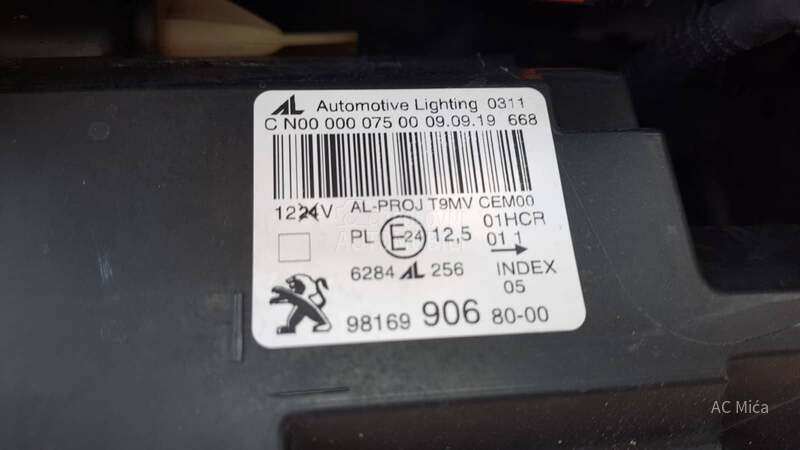 AL Automotive Lighting 0311
C N00 000 075 00 09.09.19 668
1224V AL-PROJ T9MV CEM00
01HCR
PL E24 12,5 01 1
6284 AL 256 INDEX
05
98169 906 80-00
AC Mića